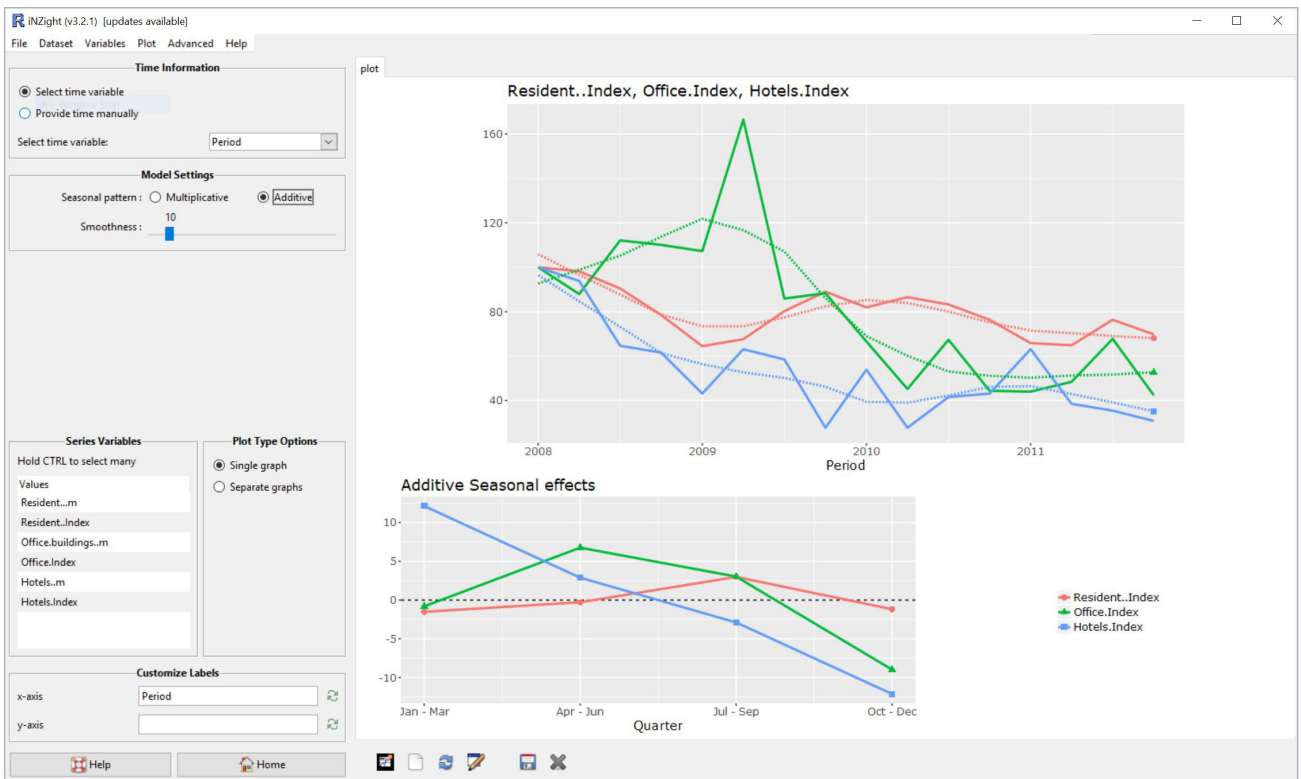 iNZight (v3.2.1) [updates available]
File Dataset Variables Plot Advanced Help
Time Information
Select time variable
Provide time manually
Select time variable:
Period
Model Settings
Seasonal pattern :
Multiplicative
Additive
Smoothness :
10
Series Variables
Hold CTRL to select many
Values
Resident...m
Resident..Index
Office.buildings..m
Office.Index
Hotels..m
Hotels.Index
Plot Type Options
Single graph
Separate graphs
Customize Labels
x-axis
Period
y-axis
Help
Home
plot
Resident..Index, Office.Index, Hotels.Index
160
120
80
40
2008 2009 2010 2011
Period
Additive Seasonal effects
10
5
0
-5
-10
Jan - Mar Apr - Jun Jul - Sep Oct - Dec
Quarter
Resident..Index
Office.Index
Hotels.Index